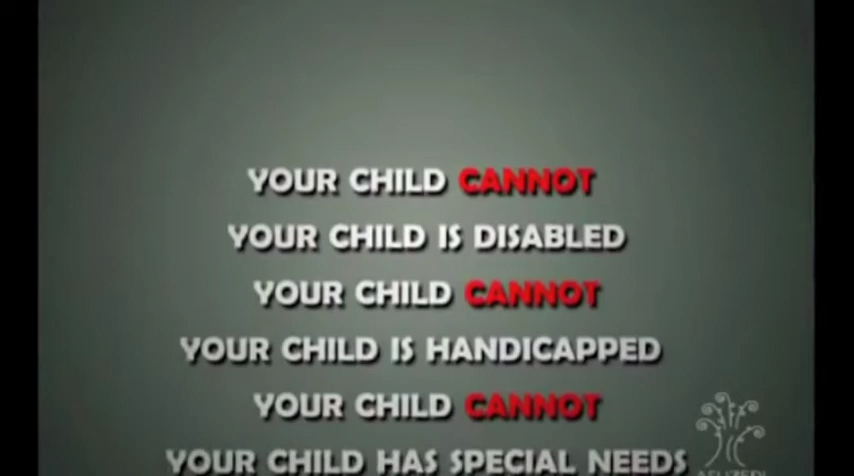 YOUR CHILD CANNOT
YOUR CHILD IS DISABLED
YOUR CHILD CANNOT
YOUR CHILD IS HANDICAPPED
YOUR CHILD CANNOT
YOUR CHILD HAS SPECIAL NEEDS